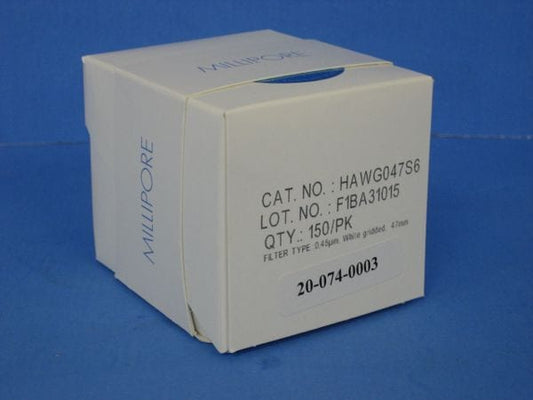 MILLIPORE
MILLIPORE
CAT. NO. : HAWG047S6
LOT. NO. : F1BA31015
QTY.: 150/PK
FILTER TYPE 0.45µm, White gridded, 47mm
20-074-0003